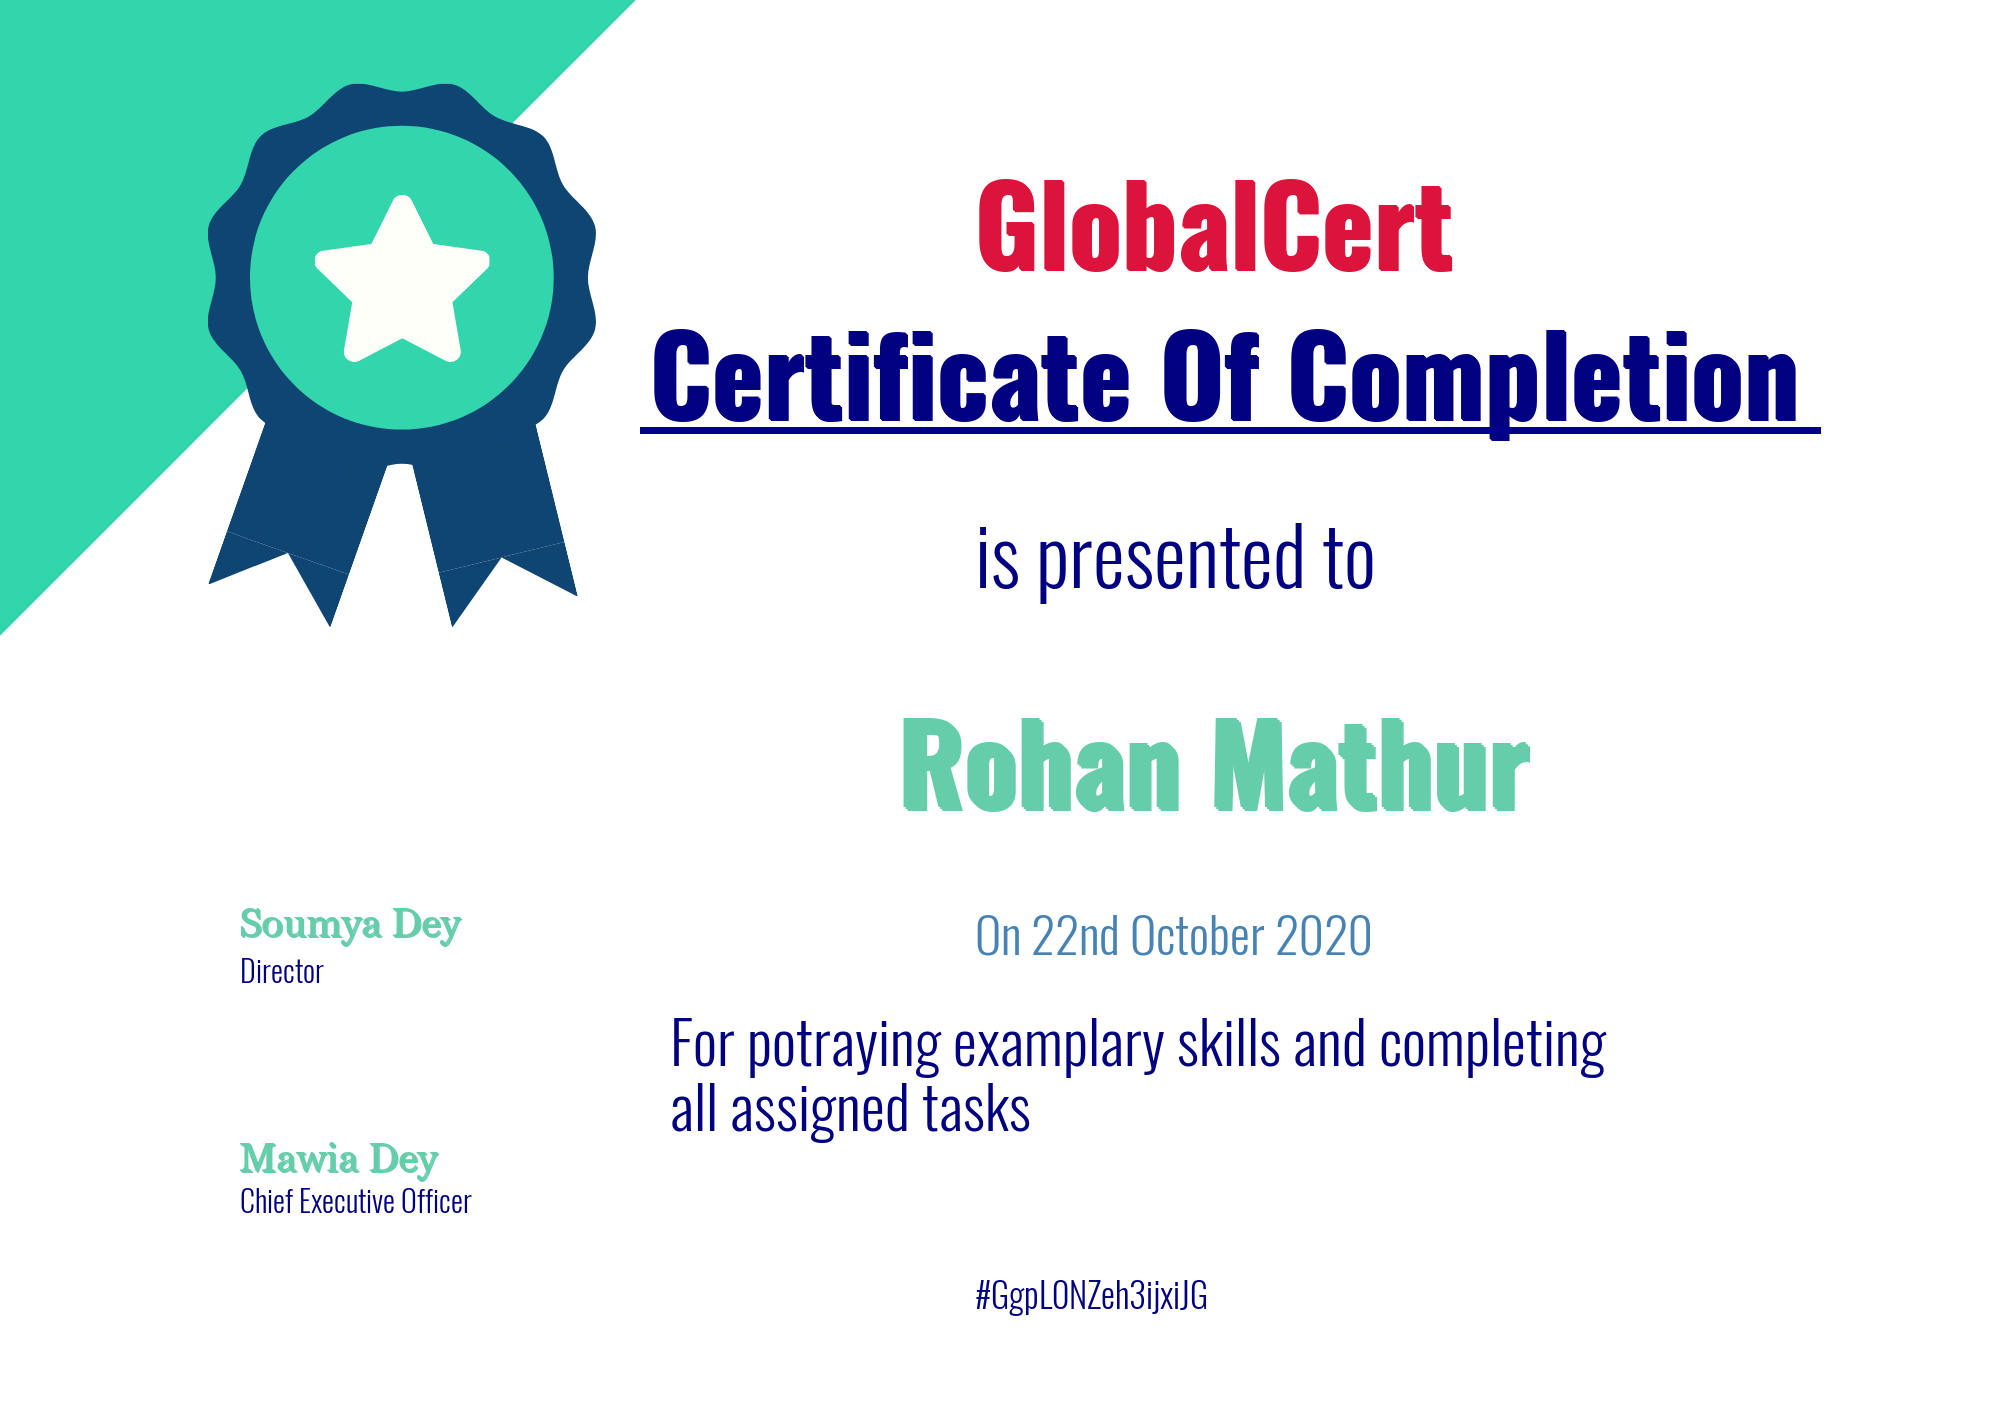 GlobalCert
Certificate Of Completion
is presented to
Rohan Mathur
On 22nd October 2020
For potraying examplary skills and completing
all assigned tasks
Soumya Dey
Director
Mawia Dey
Chief Executive Officer
#GgpLONZeh3ijxiJG